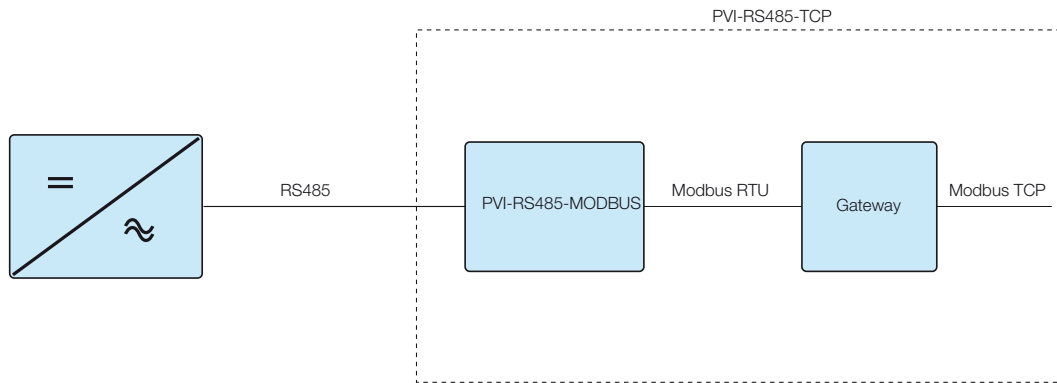 PVI-RS485-TCP
RS485
PVI-RS485-MODBUS
Modbus RTU
Gateway
Modbus TCP